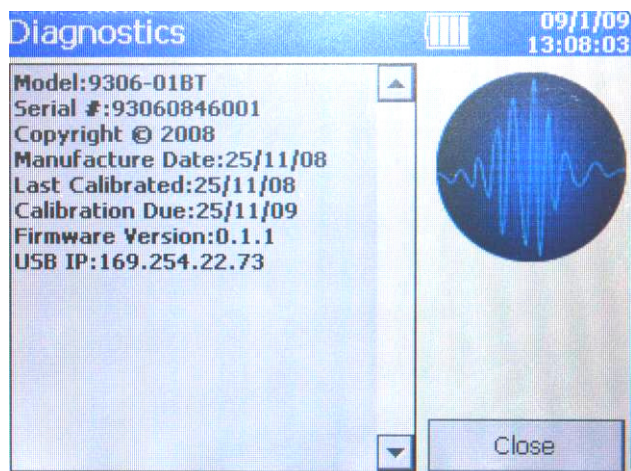 Diagnostics
09/1/09
13:08:03
Model:9306-01BT
Serial #:93060846001
Copyright © 2008
Manufacture Date:25/11/08
Last Calibrated:25/11/08
Calibration Due:25/11/09
Firmware Version:0.1.1
USB IP:169.254.22.73
Close